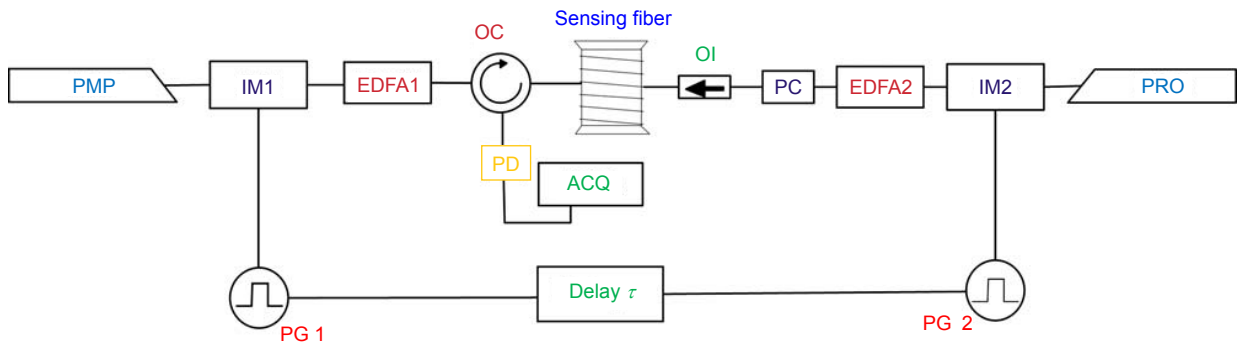 Sensing fiber
OC
OI
PMP
IM1
EDFA1
PC
EDFA2
IM2
PRO
PD
ACQ
Delay τ
PG 1
PG 2